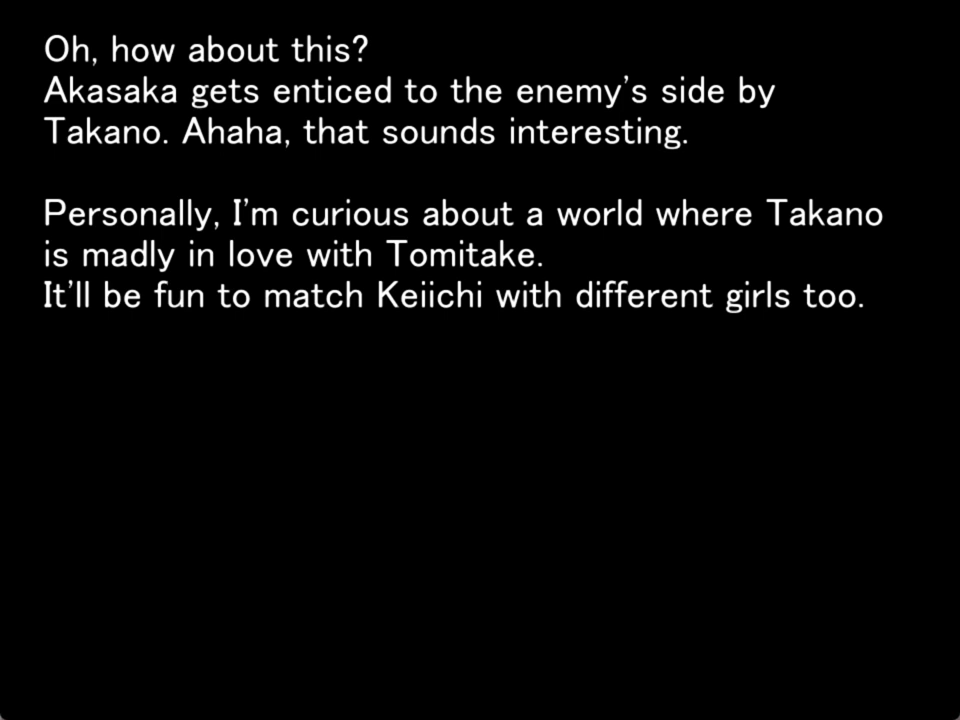 Oh, how about this?
Akasaka gets enticed to the enemy's side by
Takano. Ahaha, that sounds interesting.
Personally, I'm curious about a world where Takano
is madly in love with Tomitake.
It'll be fun to match Keiichi with different girls too.